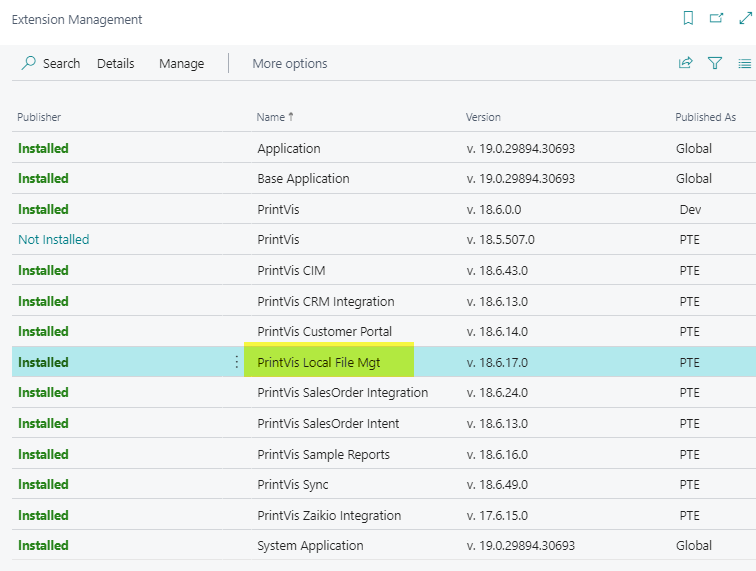 Extension Management
Search Details Manage More options
Publisher Name ↑ Version Published As
Installed Application v. 19.0.29894.30693 Global
Installed Base Application v. 19.0.29894.30693 Global
Installed PrintVis v. 18.6.0.0 Dev
Not Installed PrintVis v. 18.5.507.0 PTE
Installed PrintVis CIM v. 18.6.43.0 PTE
Installed PrintVis CRM Integration v. 18.6.13.0 PTE
Installed PrintVis Customer Portal v. 18.6.14.0 PTE
Installed PrintVis Local File Mgt v. 18.6.17.0 PTE
Installed PrintVis SalesOrder Integration v. 18.6.24.0 PTE
Installed PrintVis SalesOrder Intent v. 18.6.13.0 PTE
Installed PrintVis Sample Reports v. 18.6.16.0 PTE
Installed PrintVis Sync v. 18.6.49.0 PTE
Installed PrintVis Zaikio Integration v. 17.6.15.0 PTE
Installed System Application v. 19.0.29894.30693 Global